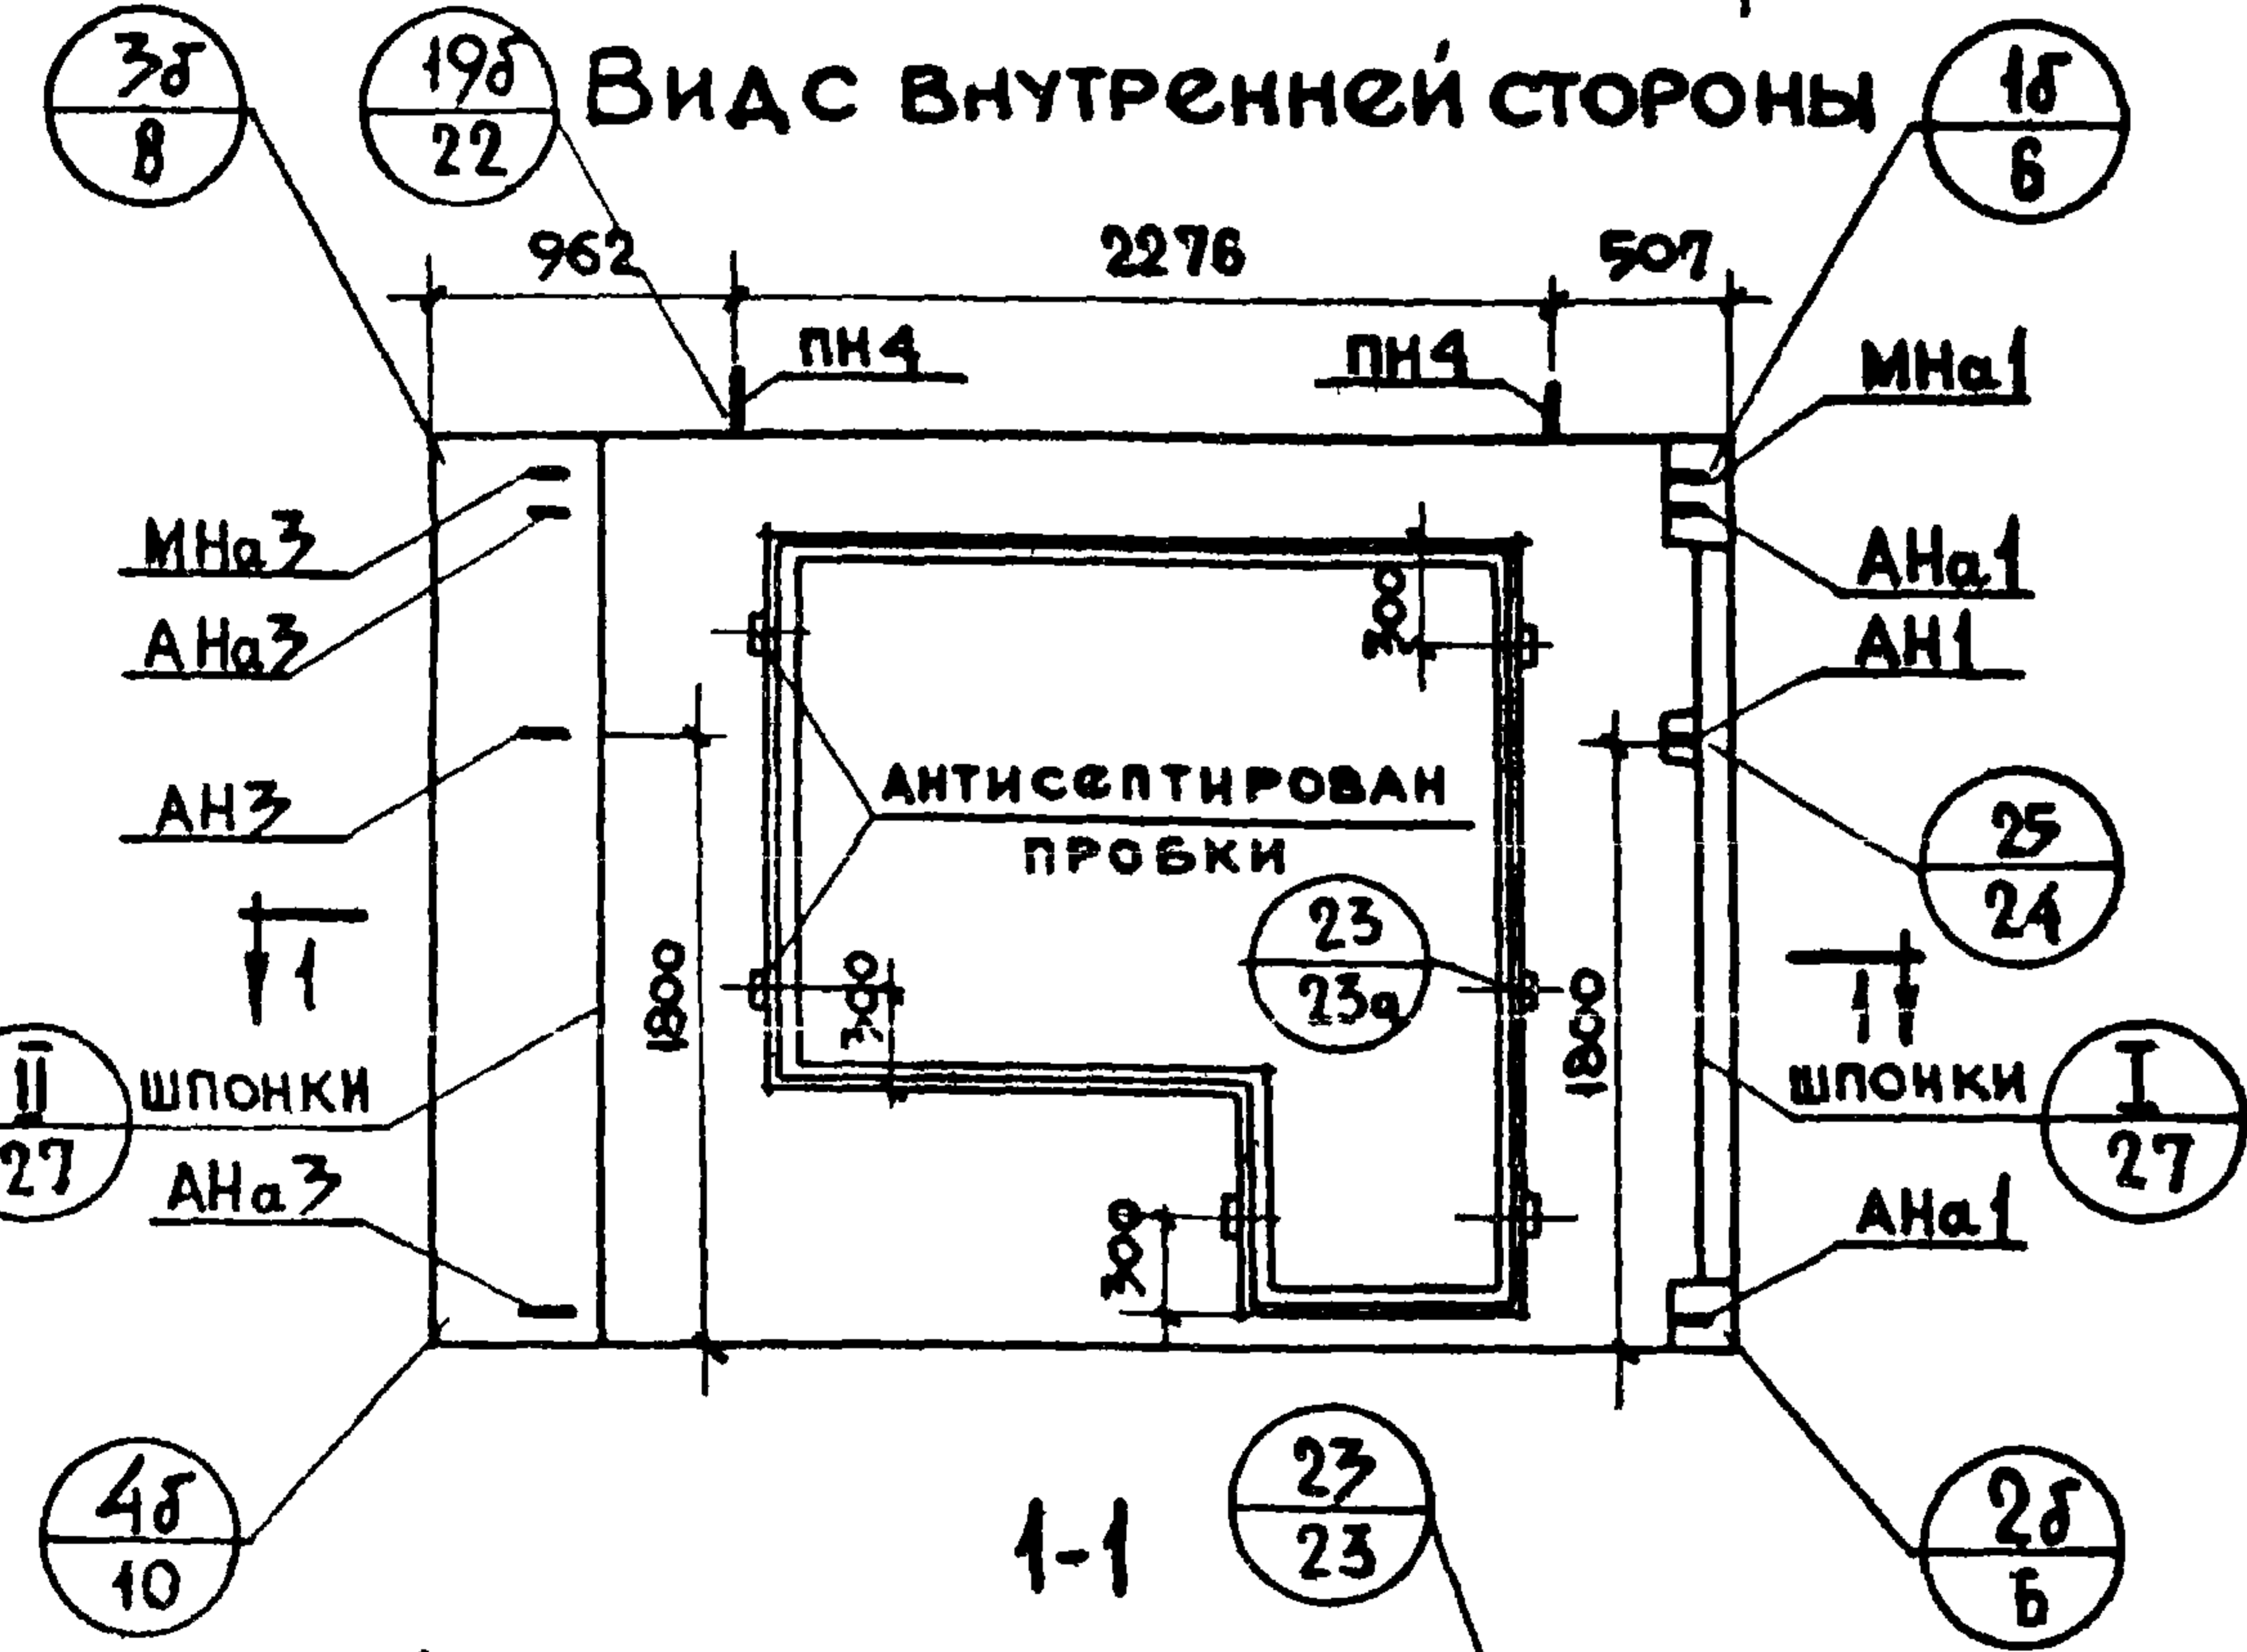 3б
8
19б
22
Вид с внутренней стороны
1б
6
962
2276
507
ПН4
ПН4
МНа1
МНа3
АНа1
АНа3
АН1
АН3
АНТИСЕПТИРОВАН
ПРОБКИ
25
24
23
23а
1
1
1800
1800
II
27
ШПОНКИ
ШПОНКИ
I
27
АНа3
АНа1
4б
10
1-1
23
23
2б